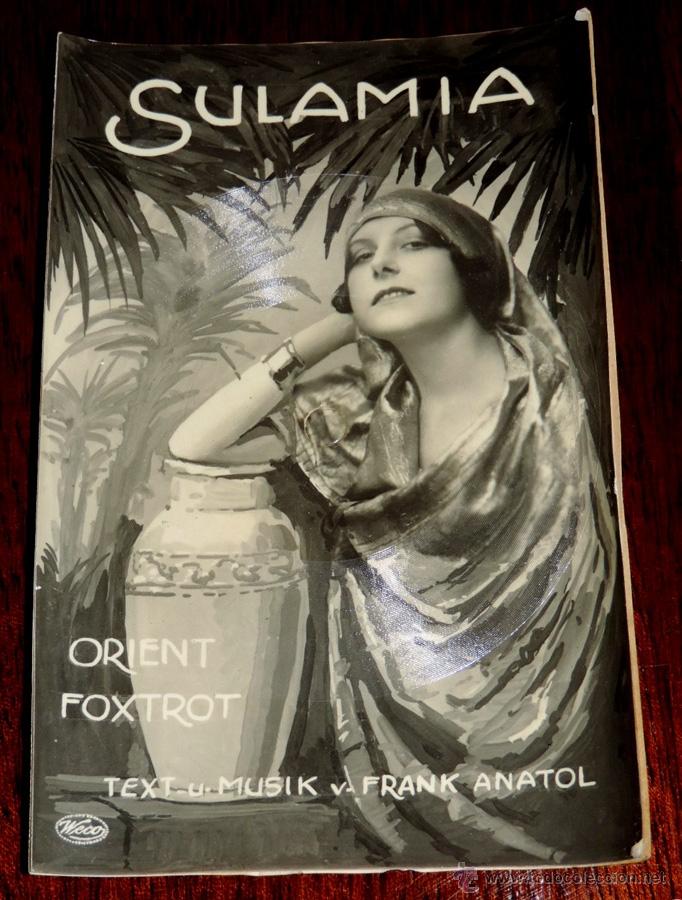 SULAMIA
ORIENT
FOXTROT
TEXT u. MUSIK v. FRANK ANATOL
Weco
www.todocoleccion.net